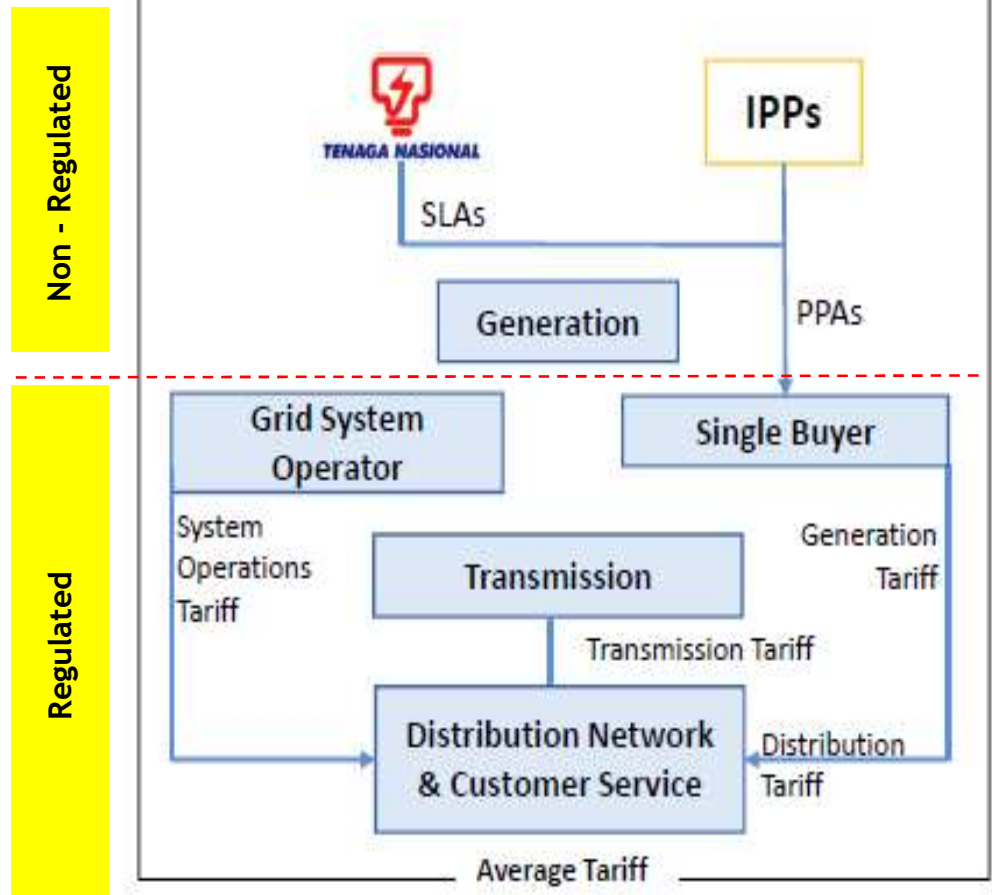 Non - Regulated
TENAGA NASIONAL
IPPs
SLAs
PPAs
Generation
Regulated
Grid System
Operator
Single Buyer
System
Operations
Tariff
Generation
Tariff
Transmission
Transmission Tariff
Distribution Network
& Customer Service
Distribution
Tariff
Average Tariff